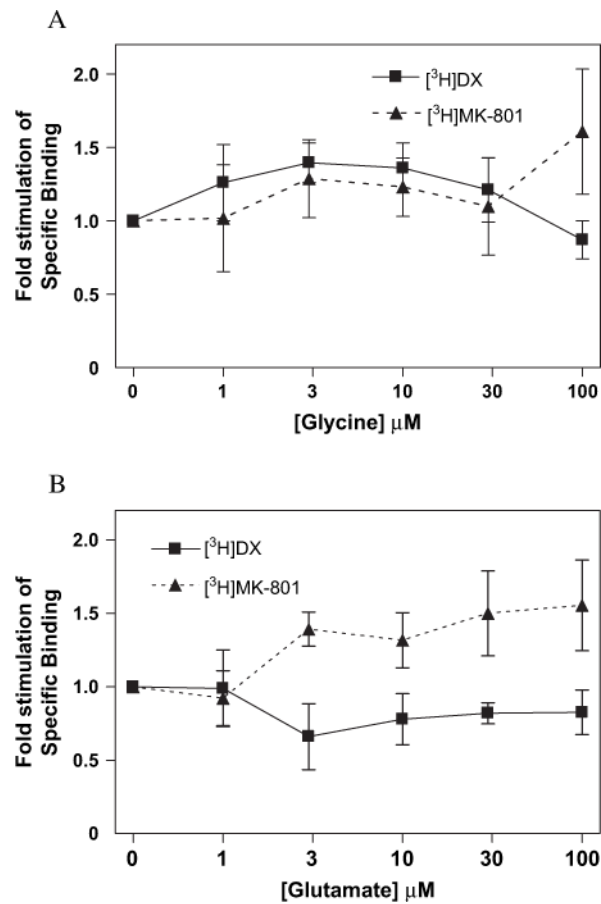 A
Fold stimulation of
Specific Binding
2.0
1.5
1.0
0.5
0
[³H]DX
[³H]MK-801
0 1 3 10 30 100
[Glycine] μM
B
Fold stimulation of
Specific Binding
2.0
1.5
1.0
0.5
0
[³H]DX
[³H]MK-801
0 1 3 10 30 100
[Glutamate] μM